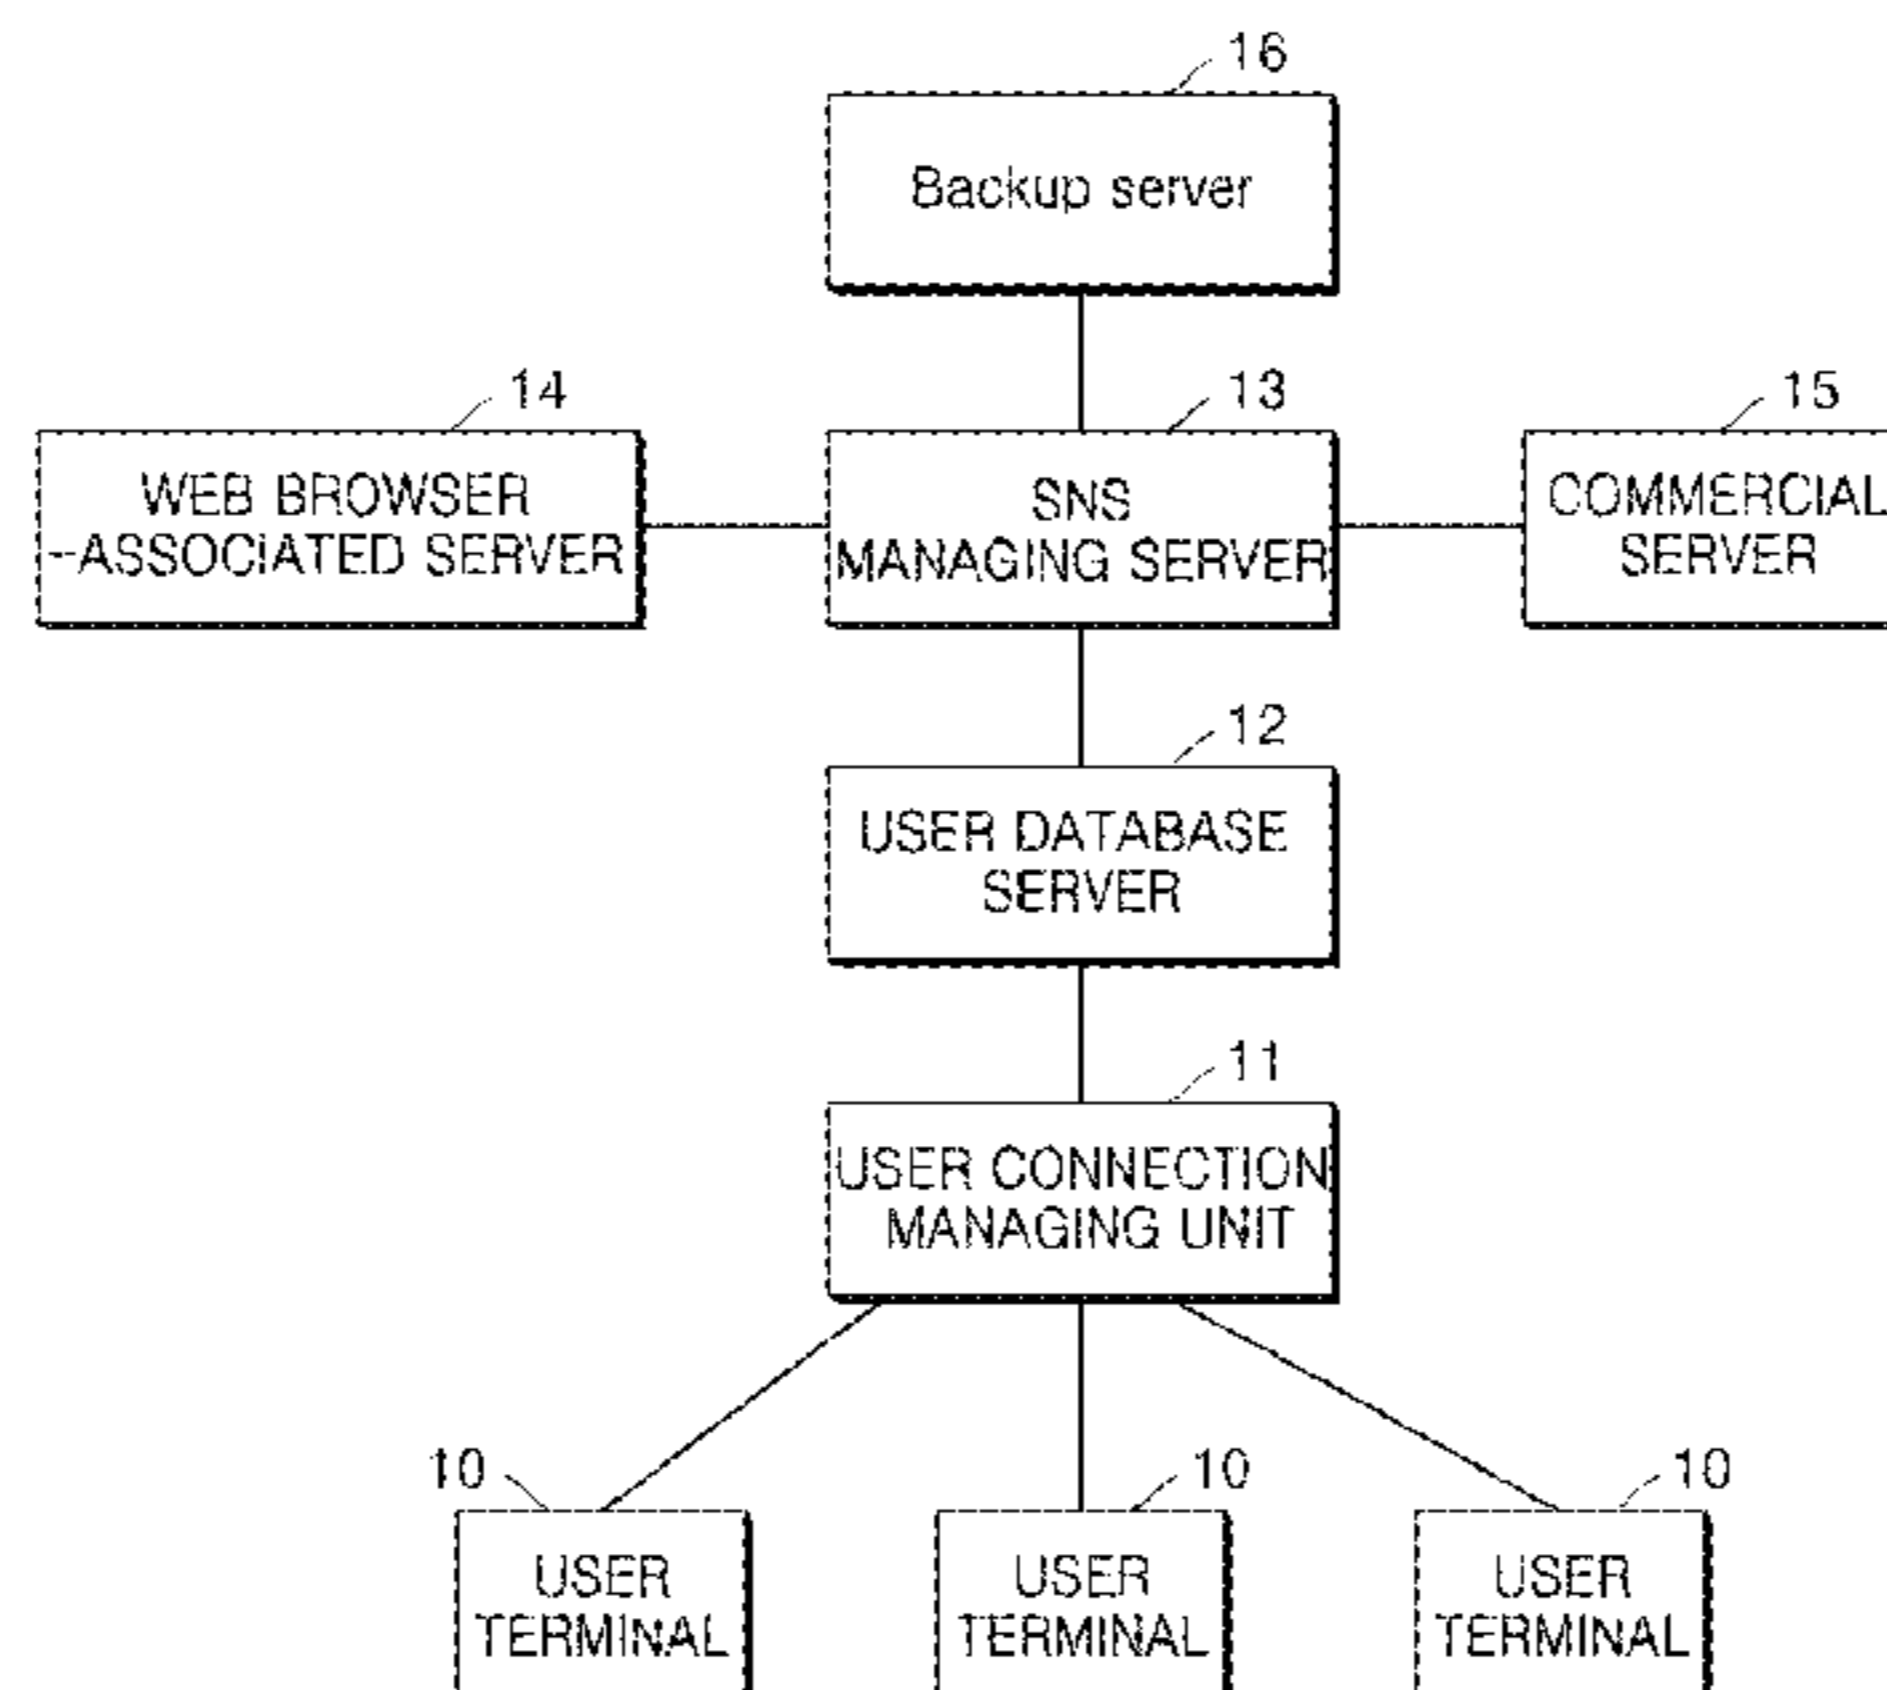 16
Backup server
14
13
15
WEB BROWSER
-ASSOCIATED SERVER
SNS
MANAGING SERVER
COMMERCIAL
SERVER
12
USER DATABASE
SERVER
11
USER CONNECTION
MANAGING UNIT
10
10
10
USER
TERMINAL
USER
TERMINAL
USER
TERMINAL